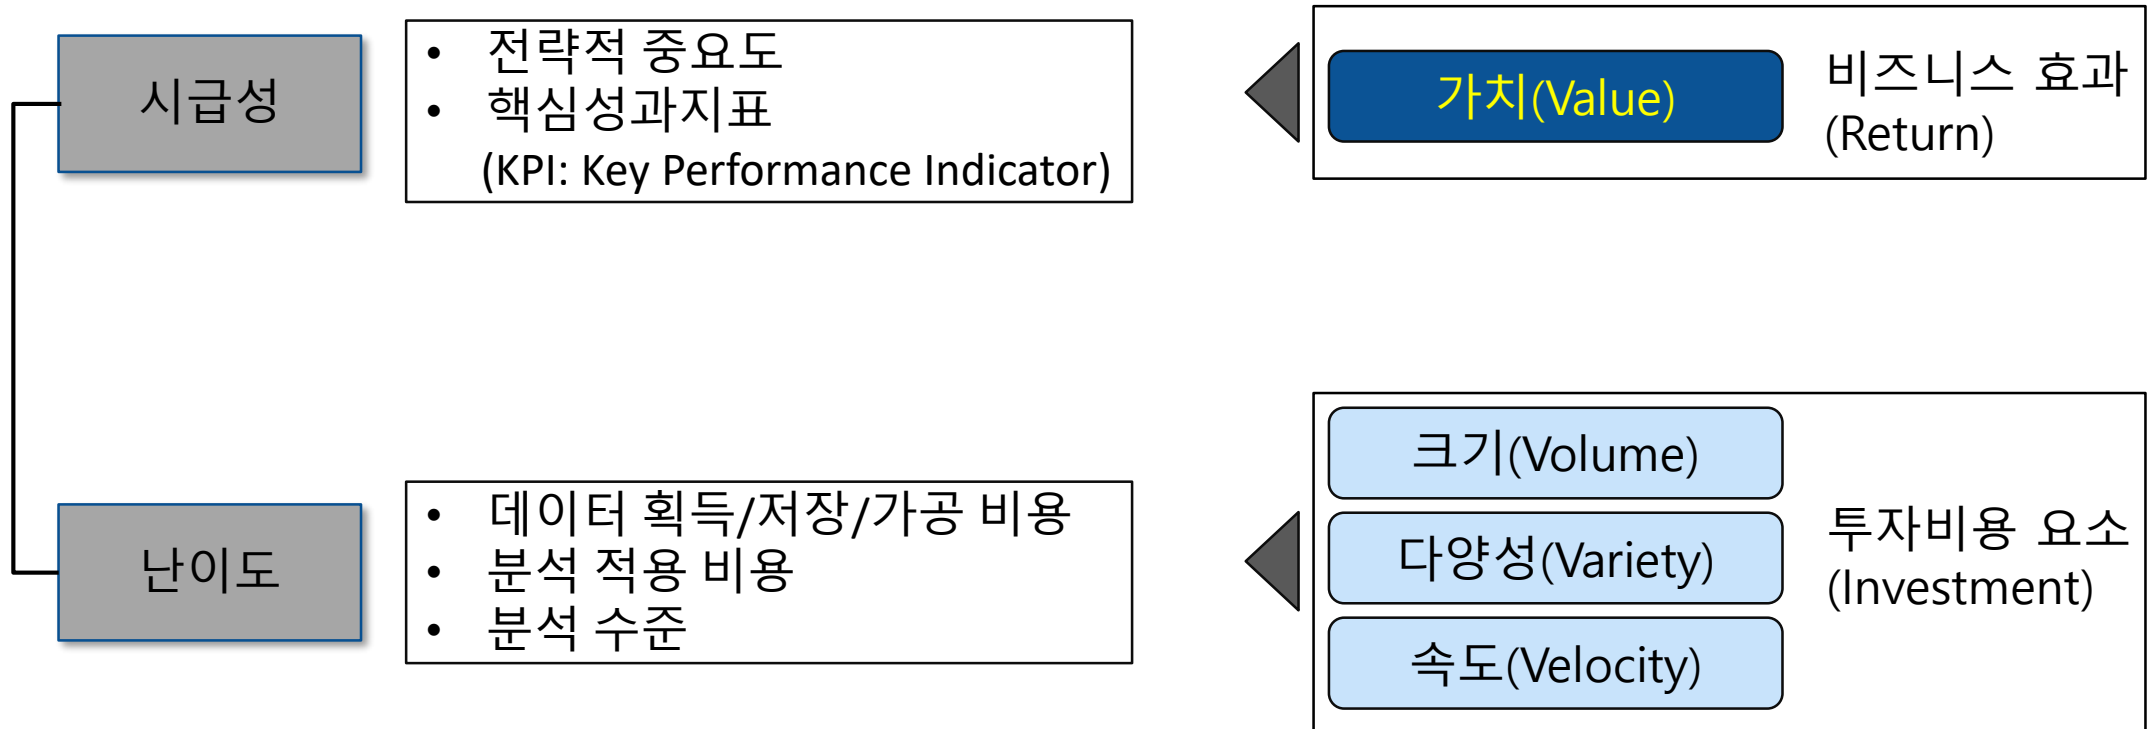 시급성
• 전략적 중요도
• 핵심성과지표
(KPI: Key Performance Indicator)
가치(Value)
비즈니스 효과
(Return)
난이도
• 데이터 획득/저장/가공 비용
• 분석 적용 비용
• 분석 수준
크기(Volume)
다양성(Variety)
속도(Velocity)
투자비용 요소
(Investment)